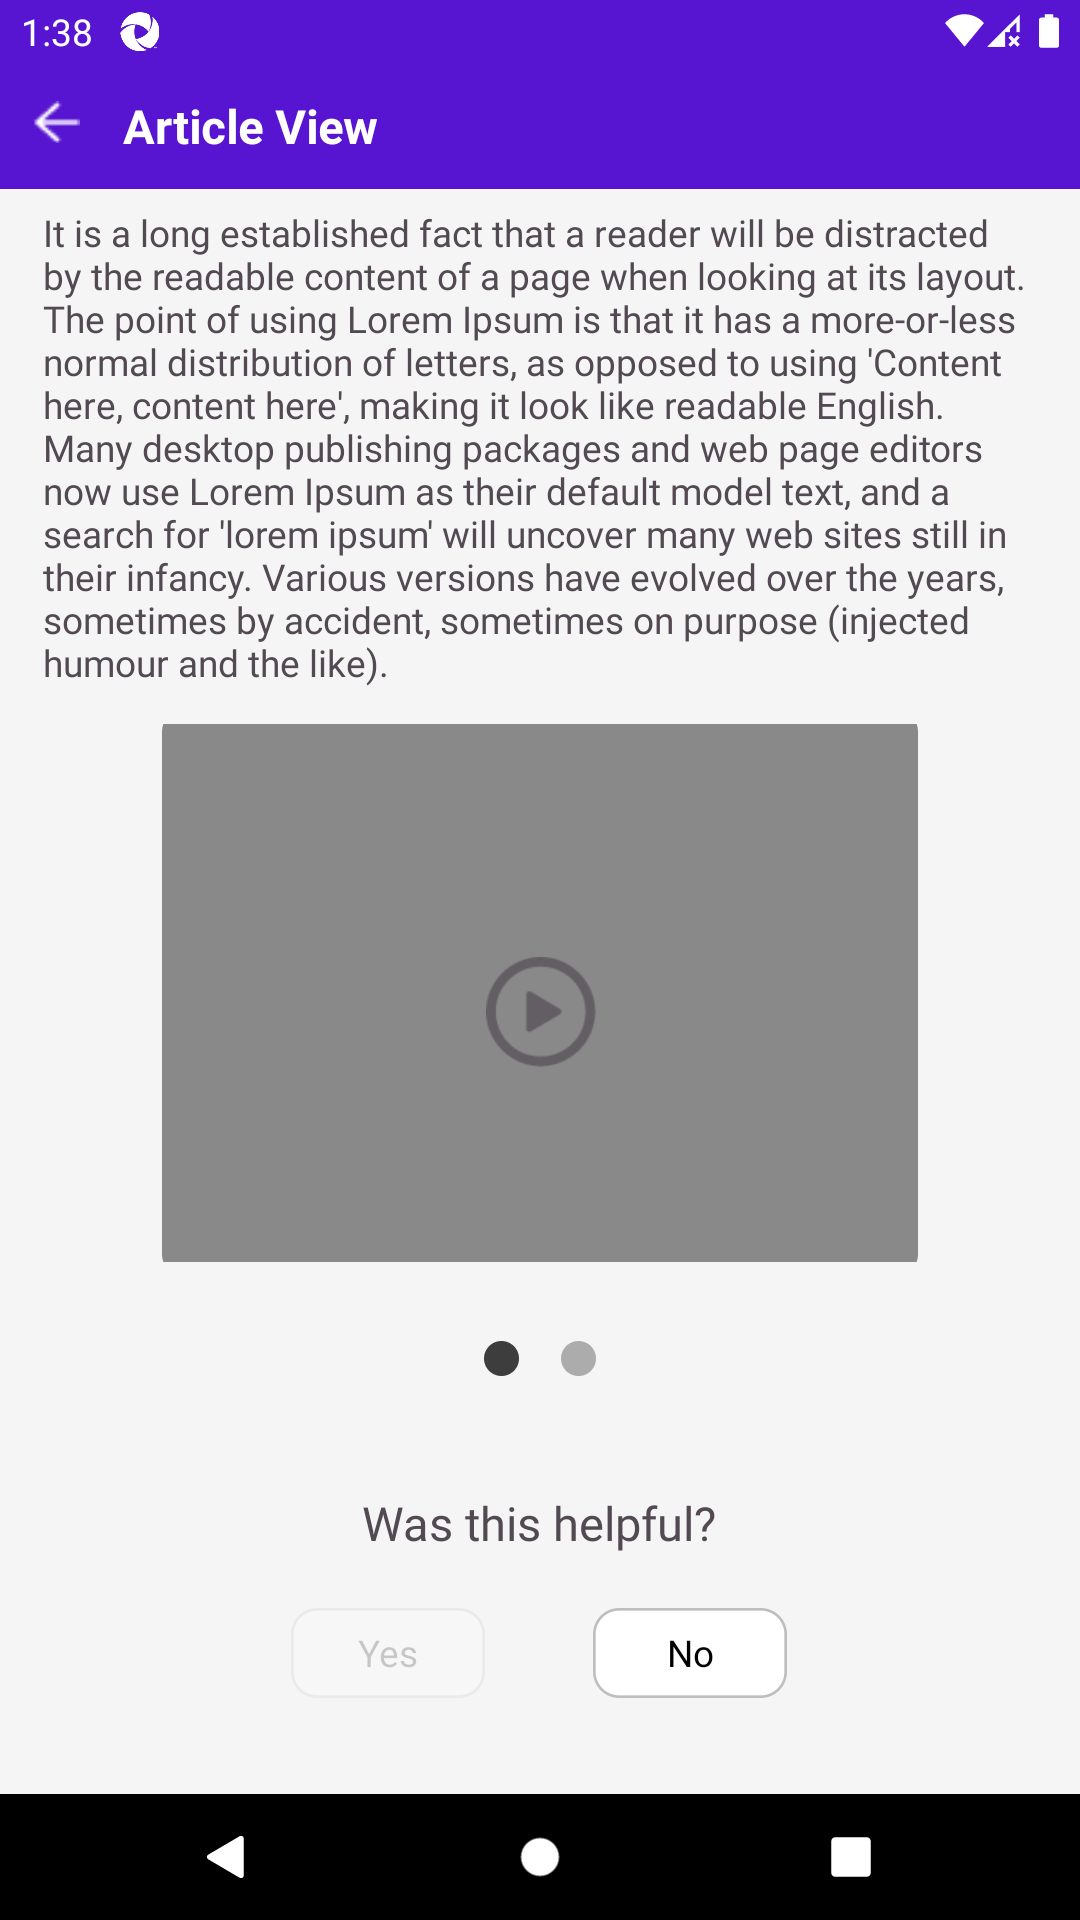 1:38
Article View
It is a long established fact that a reader will be distracted
by the readable content of a page when looking at its layout.
The point of using Lorem Ipsum is that it has a more-or-less
normal distribution of letters, as opposed to using 'Content
here, content here', making it look like readable English.
Many desktop publishing packages and web page editors
now use Lorem Ipsum as their default model text, and a
search for 'lorem ipsum' will uncover many web sites still in
their infancy. Various versions have evolved over the years,
sometimes by accident, sometimes on purpose (injected
humour and the like).
Was this helpful?
Yes
No